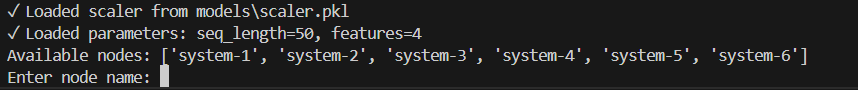 ✓ Loaded scaler from models\scaler.pkl
✓ Loaded parameters: seq_length=50, features=4
Available nodes: ['system-1', 'system-2', 'system-3', 'system-4', 'system-5', 'system-6']
Enter node name: